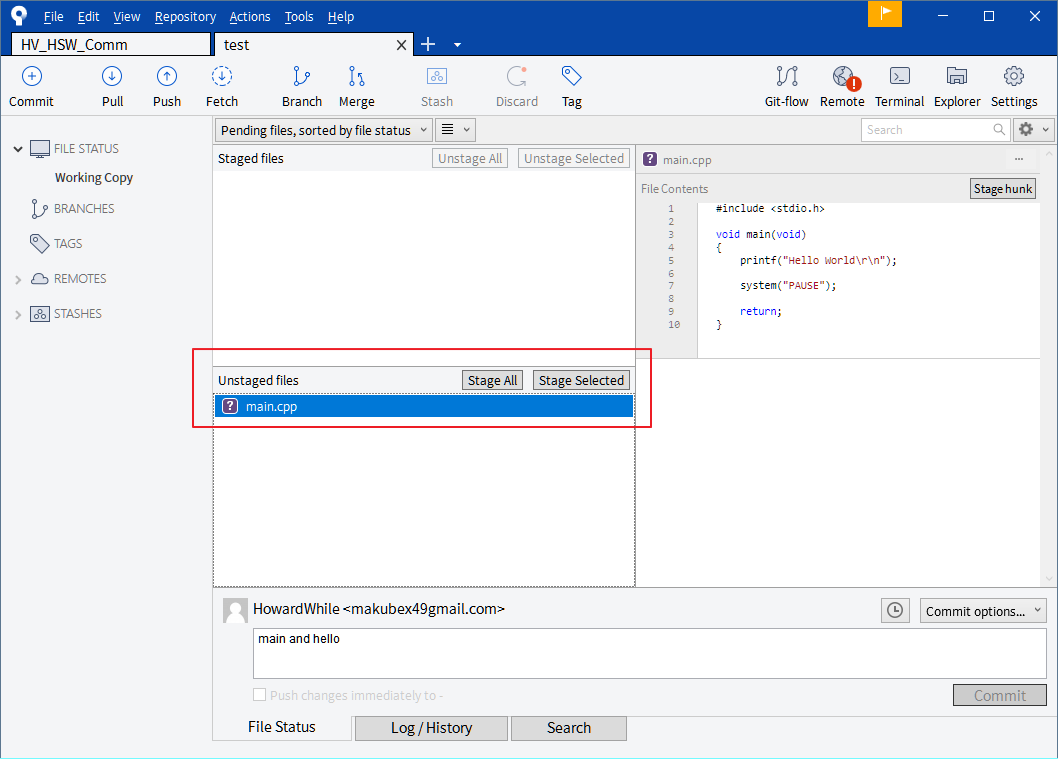 File Edit View Repository Actions Tools Help
HV_HSW_Comm
test
Commit Pull Push Fetch Branch Merge Stash Discard Tag Git-flow Remote Terminal Explorer Settings
Pending files, sorted by file status
Search
FILE STATUS
Working Copy
BRANCHES
TAGS
REMOTES
STASHES
Staged files Unstage All Unstage Selected
Unstaged files Stage All Stage Selected
? main.cpp
? main.cpp ...
File Contents Stage hunk
1 #include <stdio.h>
2
3 void main(void)
4 {
5 printf("Hello World\r\n");
6
7 system("PAUSE");
8
9 return;
10 }
HowardWhile <makubex49gmail.com>
Commit options...
main and hello
Push changes immediately to -
Commit
File Status Log / History Search